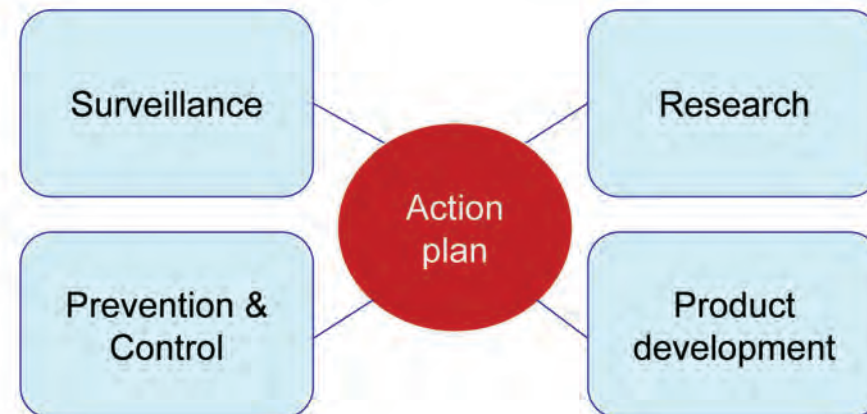 Surveillance
Research
Action
plan
Prevention &
Control
Product
development